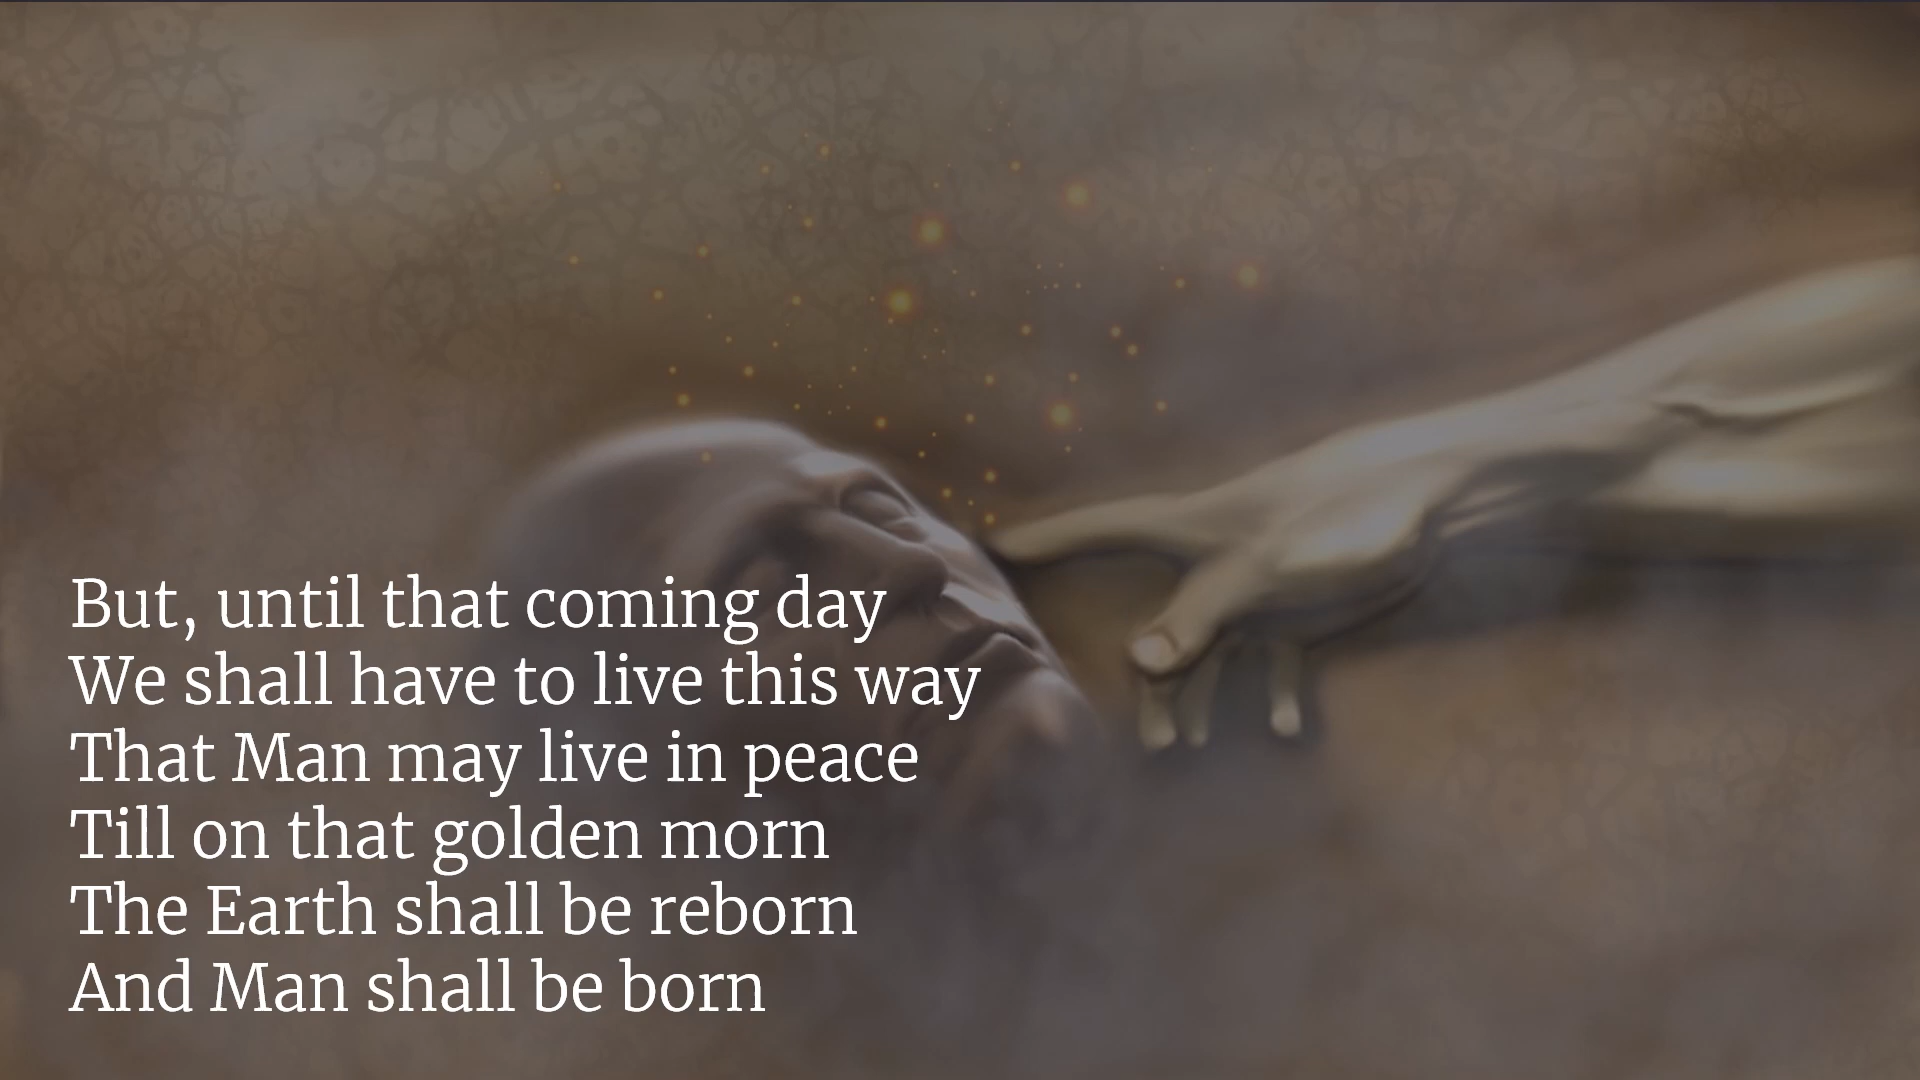 But, until that coming day
We shall have to live this way
That Man may live in peace
Till on that golden morn
The Earth shall be reborn
And Man shall be born